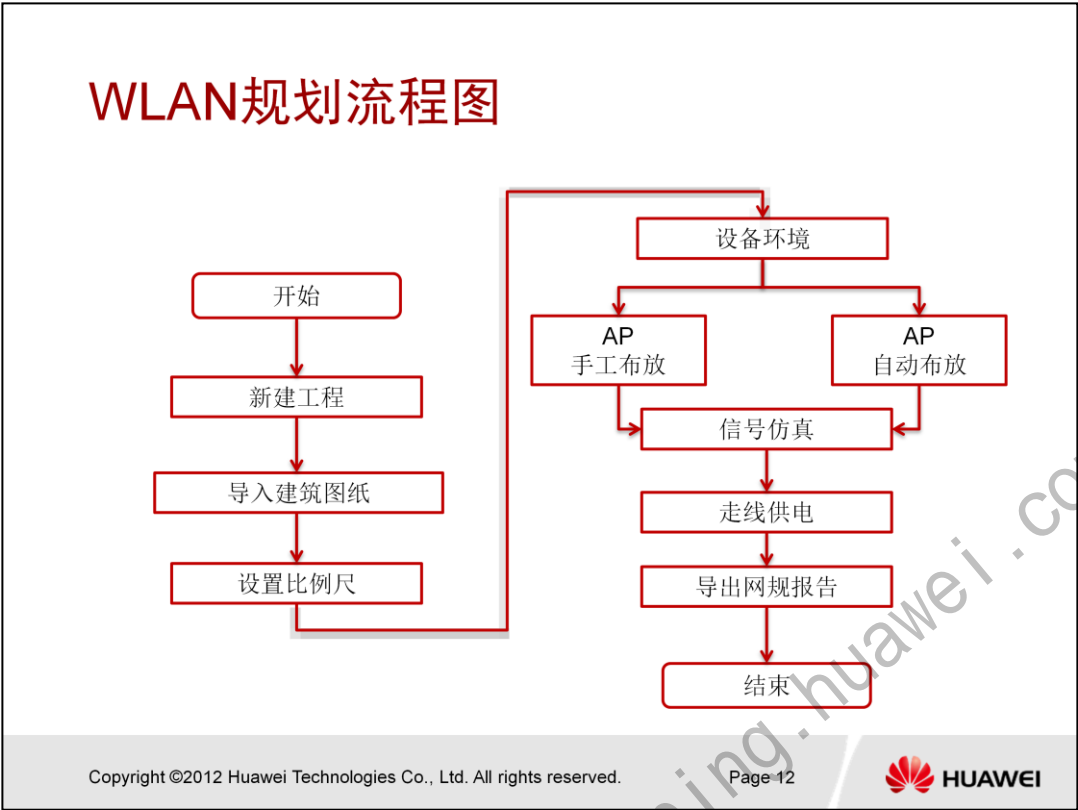 WLAN规划流程图
开始
新建工程
导入建筑图纸
设置比例尺
设备环境
AP
手工布放
AP
自动布放
信号仿真
走线供电
导出网规报告
结束
ning.huawei.co
Copyright ©2012 Huawei Technologies Co., Ltd. All rights reserved.
Page 12
HUAWEI